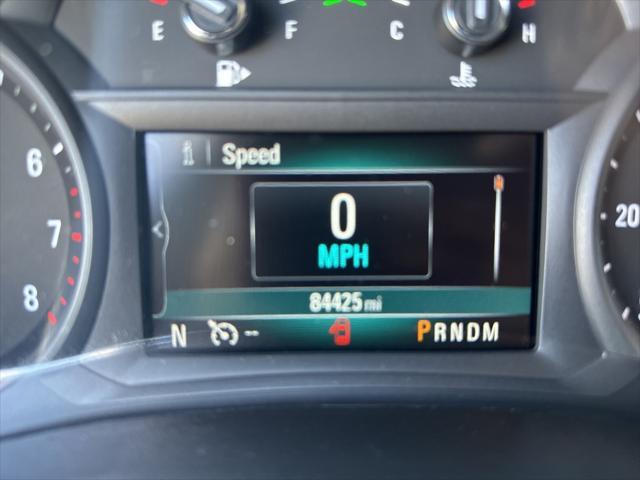 E F C H
Speed
6
0
20
7
MPH
8
84425 mi
N -- PRNDM